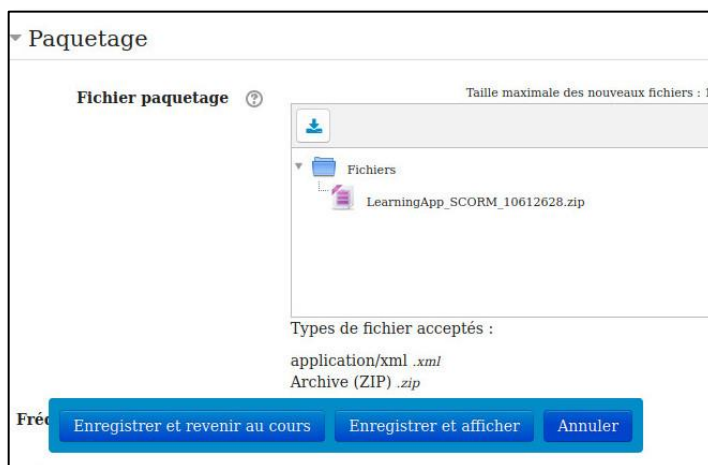 Paquetage
Fichier paquetage
Taille maximale des nouveaux fichiers :
Fichiers
LearningApp_SCORM_10612628.zip
Types de fichier acceptés :
application/xml .xml
Archive (ZIP) .zip
Enregistrer et revenir au cours Enregistrer et afficher Annuler